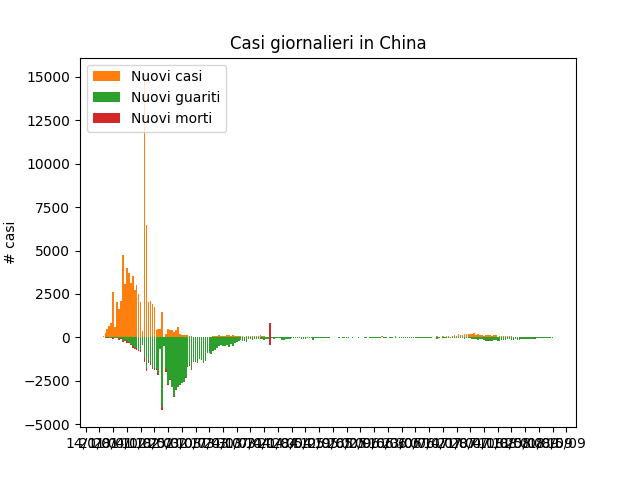 Casi giornalieri in China
Nuovi casi
Nuovi guariti
Nuovi morti
# casi
15000
12500
10000
7500
5000
2500
0
−2500
−5000